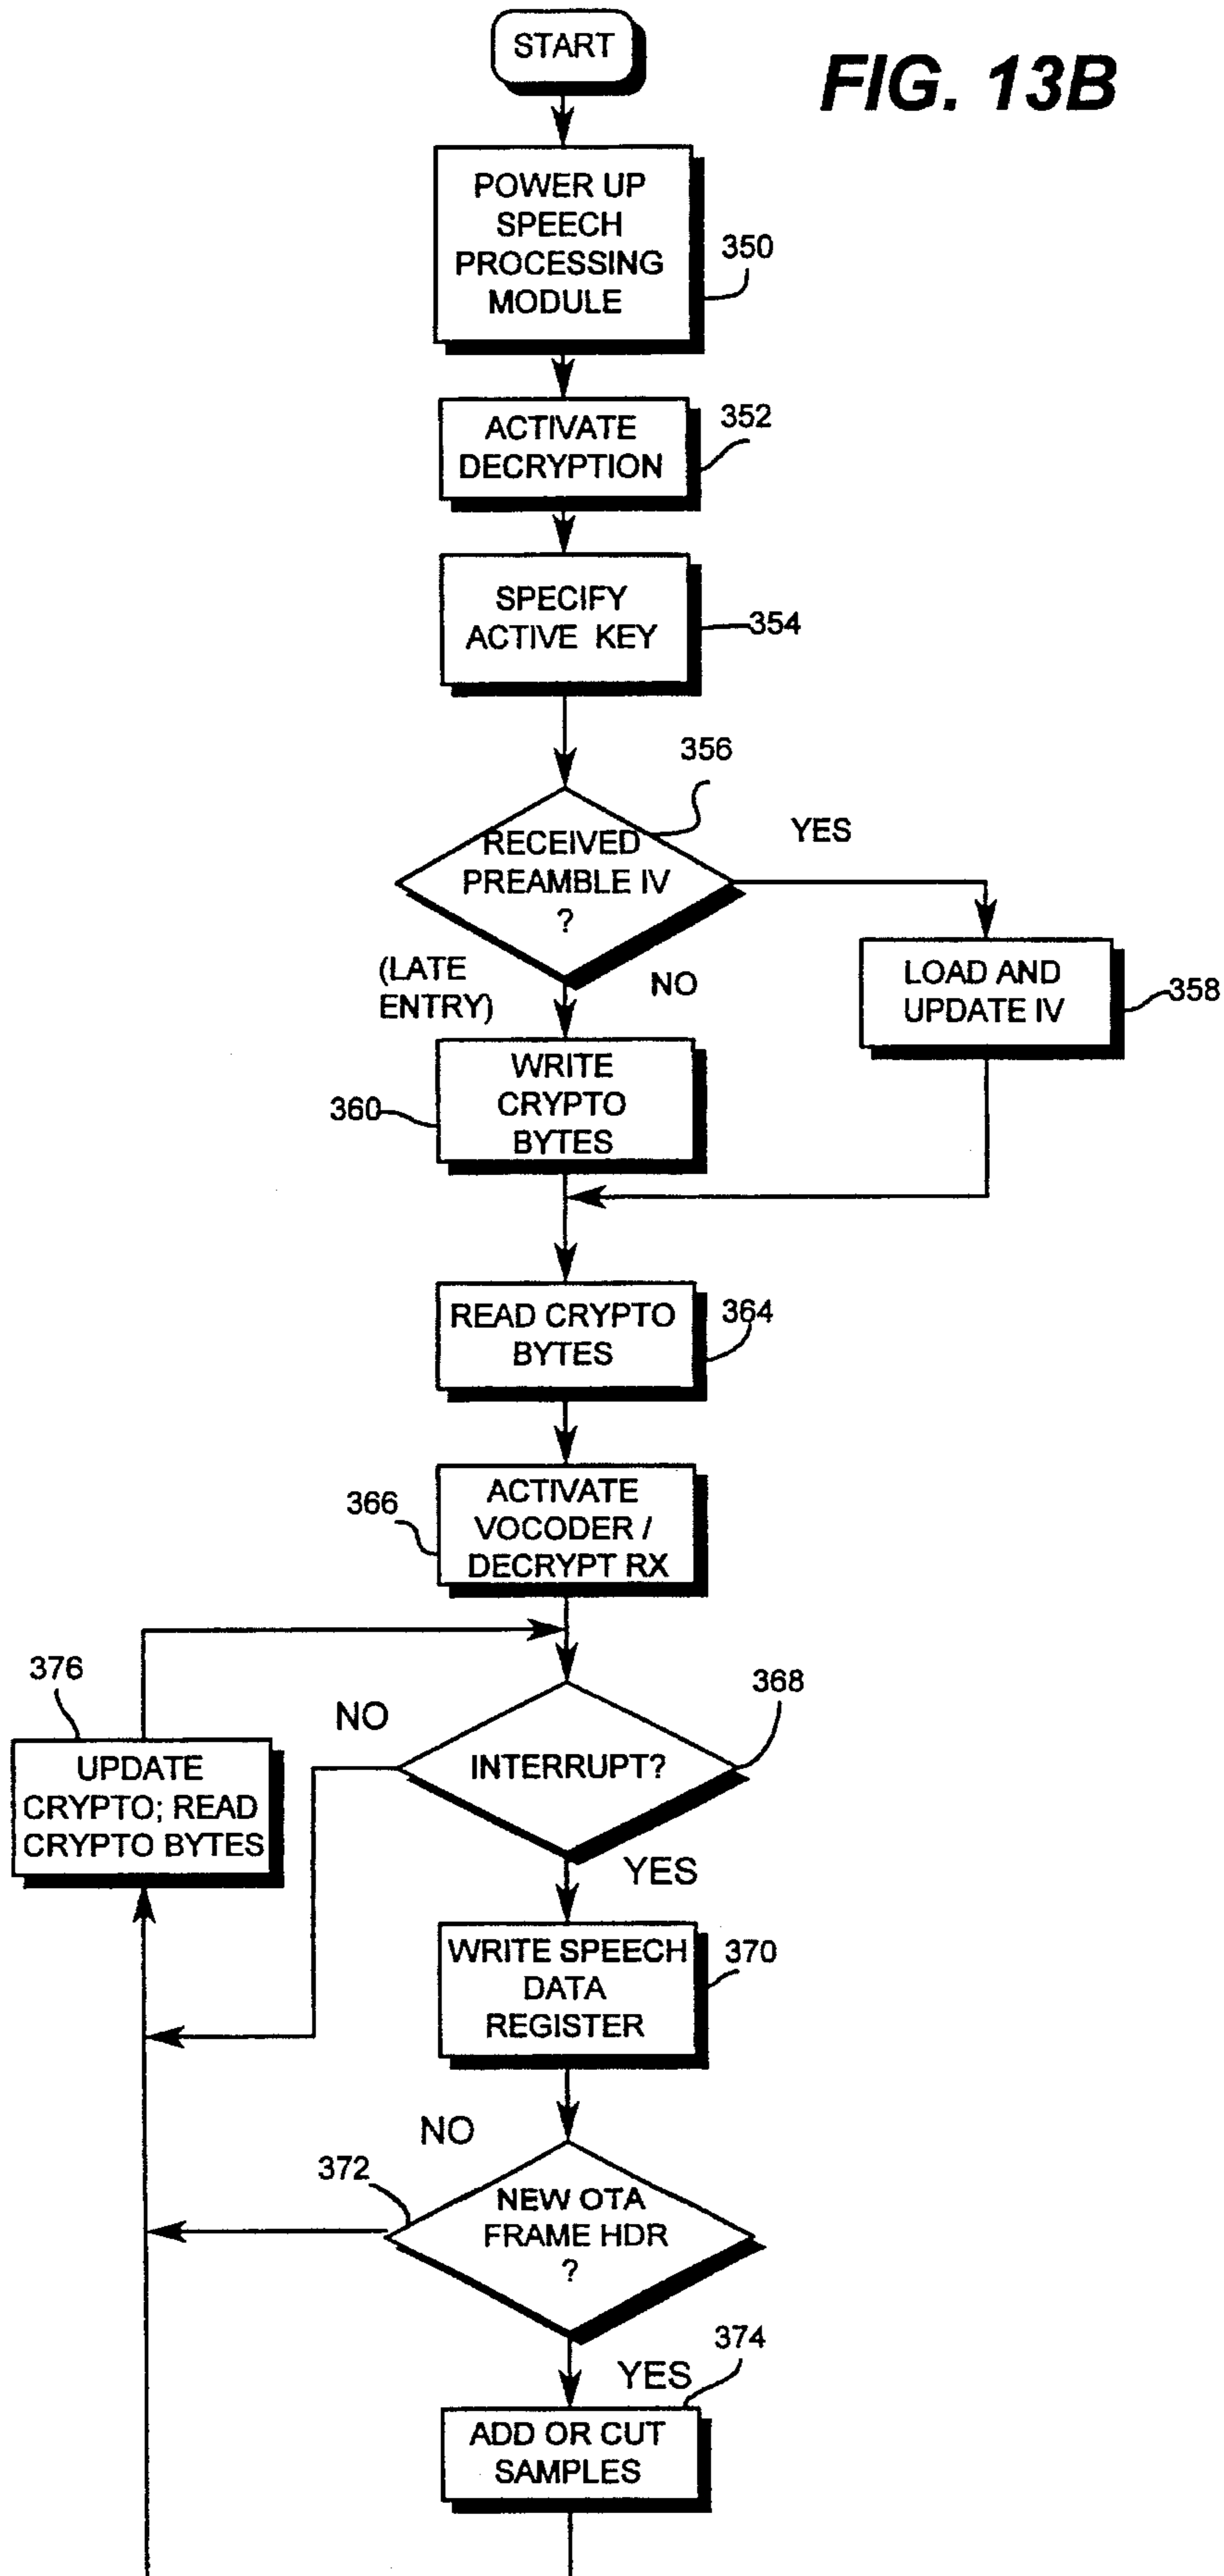 START
FIG. 13B
POWER UP
SPEECH
PROCESSING
MODULE
350
ACTIVATE
DECRYPTION
352
SPECIFY
ACTIVE KEY
354
356
RECEIVED
PREAMBLE IV
?
YES
(LATE
ENTRY)
NO
LOAD AND
UPDATE IV
358
WRITE
CRYPTO
BYTES
360
READ CRYPTO
BYTES
364
ACTIVATE
VOCODER /
DECRYPT RX
366
376
UPDATE
CRYPTO; READ
CRYPTO BYTES
NO
INTERRUPT?
368
YES
WRITE SPEECH
DATA
REGISTER
370
NO
372
NEW OTA
FRAME HDR
?
YES
374
ADD OR CUT
SAMPLES